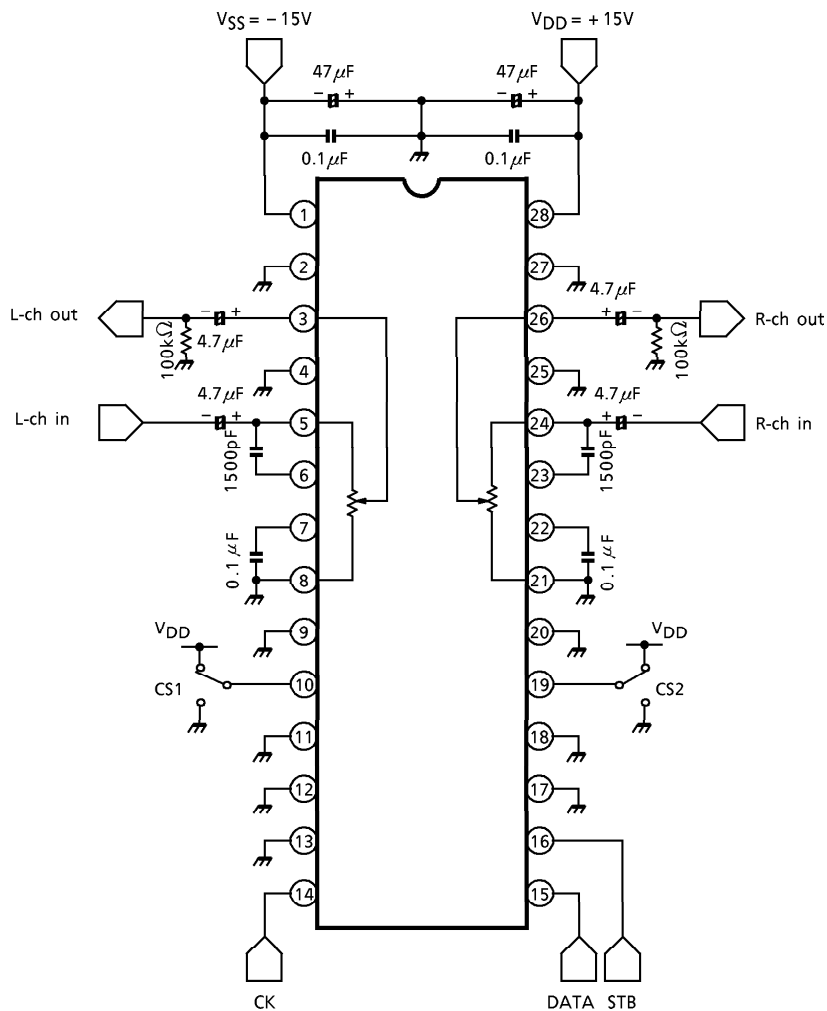 VSS = – 15V VDD = + 15V
47μF 47μF
– + – +
0.1μF 0.1μF
1 28
2 27
4.7μF
L-ch out – + 3 26 + – R-ch out
100kΩ 4.7μF 100kΩ
4 25
4.7μF 4.7μF
L-ch in – + 5 24 + – R-ch in
1500pF 6 23 1500pF
7 22
0.1 μF 0.1 μF
8 21
9 20
VDD VDD
CS1 10 19 CS2
11 18
12 17
13 16
14 15
CK DATA STB